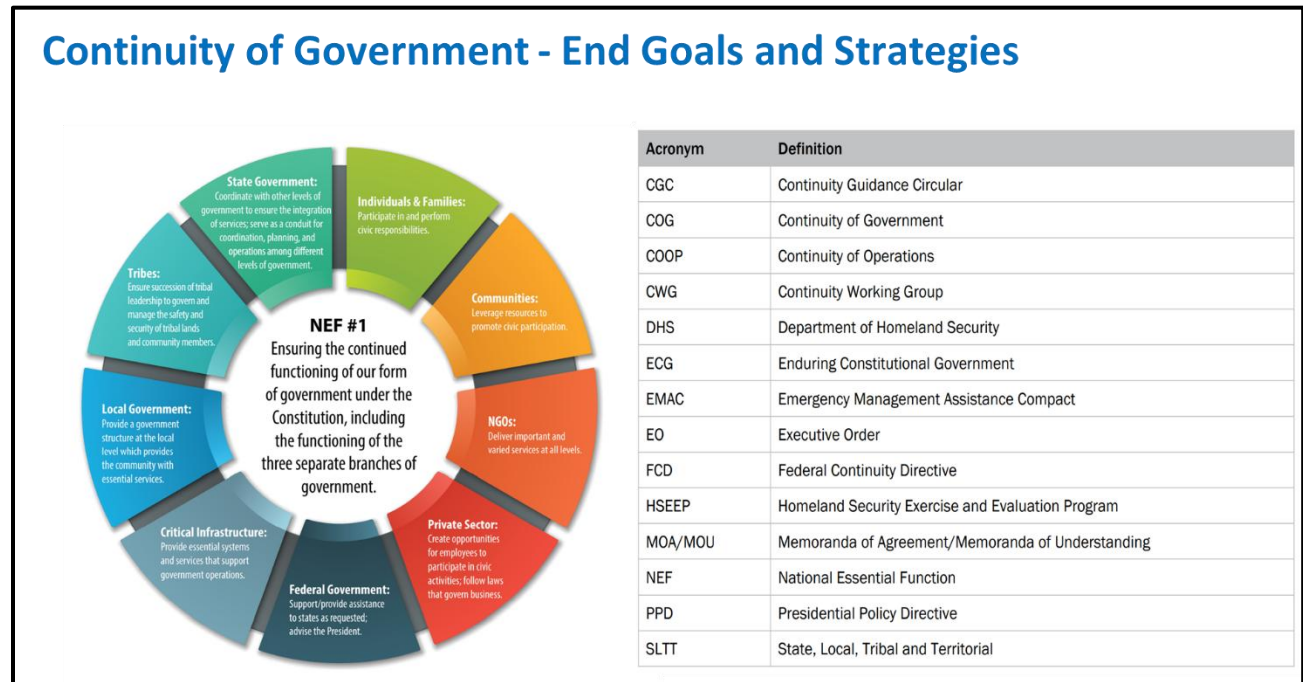 Continuity of Government - End Goals and Strategies
State Government:
Coordinate with other levels of
government to ensure the integration
of services; serve as a conduit for
coordination, planning, and
operations among different
levels of government.
Individuals & Families:
Participate in and perform
civic responsibilities.
Communities:
Leverage resources to
promote civic participation.
NGOs:
Deliver important and
varied services at all levels.
Private Sector:
Create opportunities
for employees to
participate in civic
activities; follow laws
that govern business.
Federal Government:
Support/provide assistance
to states as requested;
advise the President.
Critical Infrastructure:
Provide essential systems
and services that support
government operations.
Local Government:
Provide a government
structure at the local
level which provides
the community with
essential services.
Tribes:
Ensure succession of tribal
leadership to govern and
manage the safety and
security of tribal lands
and community members.
NEF #1
Ensuring the continued
functioning of our form
of government under the
Constitution, including
the functioning of the
three separate branches of
government.
Acronym Definition
CGC Continuity Guidance Circular
COG Continuity of Government
COOP Continuity of Operations
CWG Continuity Working Group
DHS Department of Homeland Security
ECG Enduring Constitutional Government
EMAC Emergency Management Assistance Compact
EO Executive Order
FCD Federal Continuity Directive
HSEEP Homeland Security Exercise and Evaluation Program
MOA/MOU Memoranda of Agreement/Memoranda of Understanding
NEF National Essential Function
PPD Presidential Policy Directive
SLTT State, Local, Tribal and Territorial